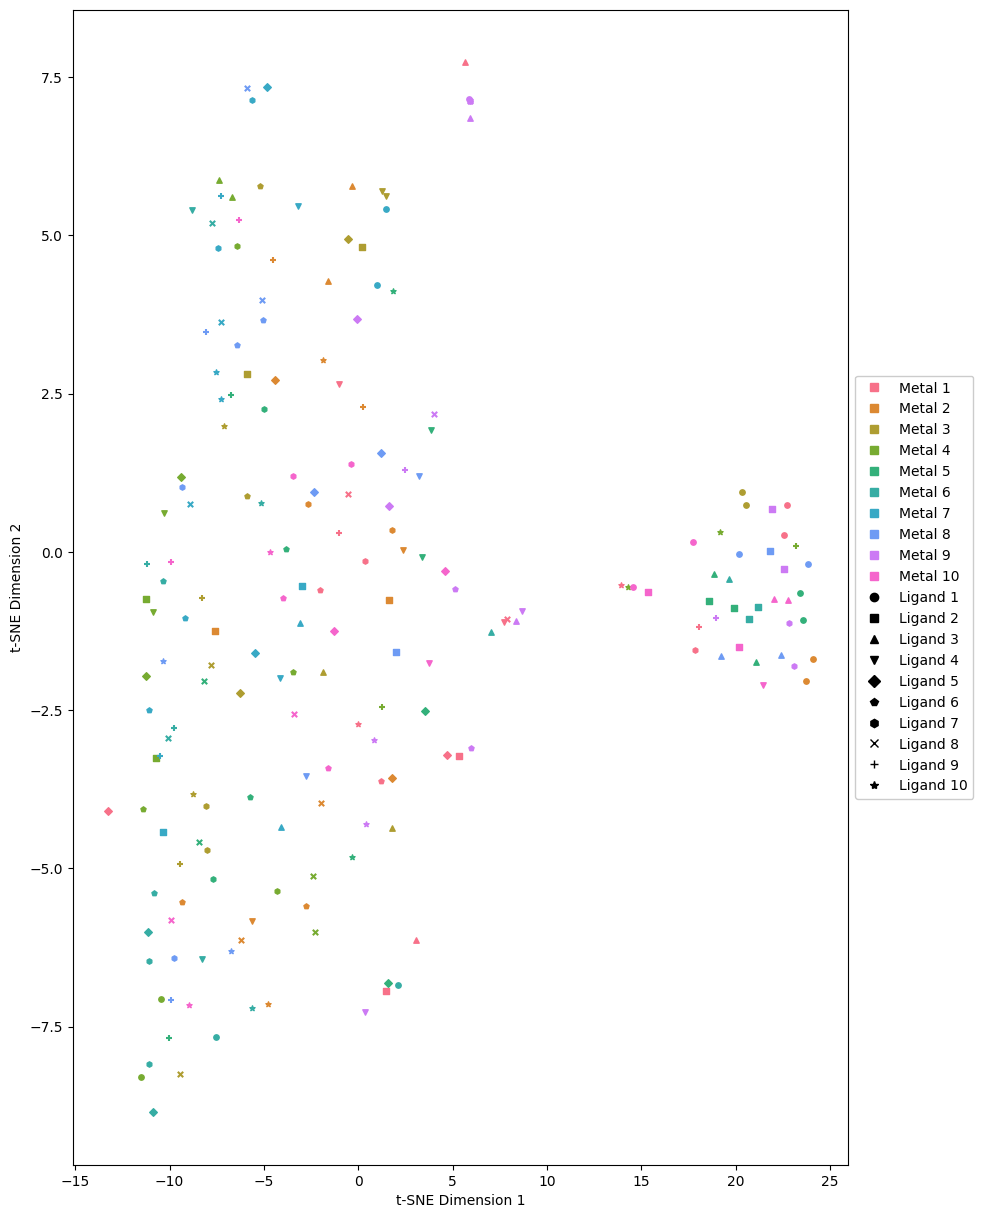 7.5
5.0
2.5
0.0
−2.5
−5.0
−7.5
t-SNE Dimension 2
−15
−10
−5
0
5
10
15
20
25
t-SNE Dimension 1
Metal 1
Metal 2
Metal 3
Metal 4
Metal 5
Metal 6
Metal 7
Metal 8
Metal 9
Metal 10
Ligand 1
Ligand 2
Ligand 3
Ligand 4
Ligand 5
Ligand 6
Ligand 7
Ligand 8
Ligand 9
Ligand 10